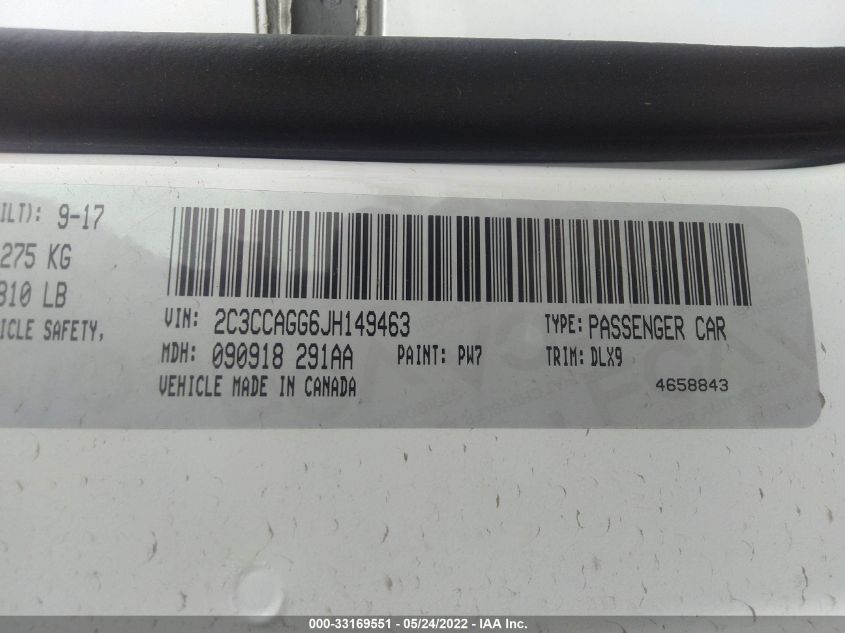 ILT): 9-17
275 KG
810 LB
ICLE SAFETY,
VIN: 2C3CCAGG6JH149463 TYPE: PASSENGER CAR
MDH: 090918 291AA PAINT: PW7 TRIM: DLX9
VEHICLE MADE IN CANADA 4658843
000-33169551 - 05/24/2022 - IAA Inc.